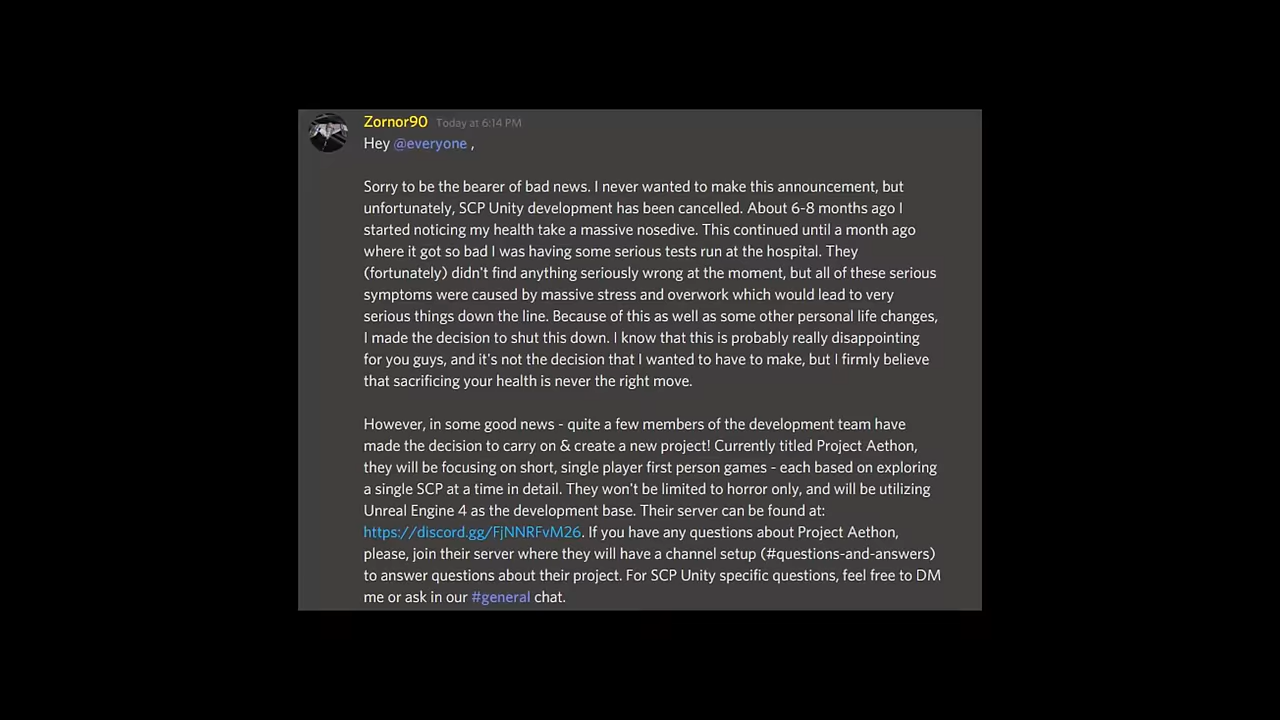 Zornor90 Today at 6:14 PM
Hey @everyone ,
Sorry to be the bearer of bad news. I never wanted to make this announcement, but
unfortunately, SCP Unity development has been cancelled. About 6-8 months ago I
started noticing my health take a massive nosedive. This continued until a month ago
where it got so bad I was having some serious tests run at the hospital. They
(fortunately) didn't find anything seriously wrong at the moment, but all of these serious
symptoms were caused by massive stress and overwork which would lead to very
serious things down the line. Because of this as well as some other personal life changes,
I made the decision to shut this down. I know that this is probably really disappointing
for you guys, and it's not the decision that I wanted to have to make, but I firmly believe
that sacrificing your health is never the right move.
However, in some good news - quite a few members of the development team have
made the decision to carry on & create a new project! Currently titled Project Aethon,
they will be focusing on short, single player first person games - each based on exploring
a single SCP at a time in detail. They won't be limited to horror only, and will be utilizing
Unreal Engine 4 as the development base. Their server can be found at:
https://discord.gg/FjNNRFvM26. If you have any questions about Project Aethon,
please, join their server where they will have a channel setup (#questions-and-answers)
to answer questions about their project. For SCP Unity specific questions, feel free to DM
me or ask in our #general chat.